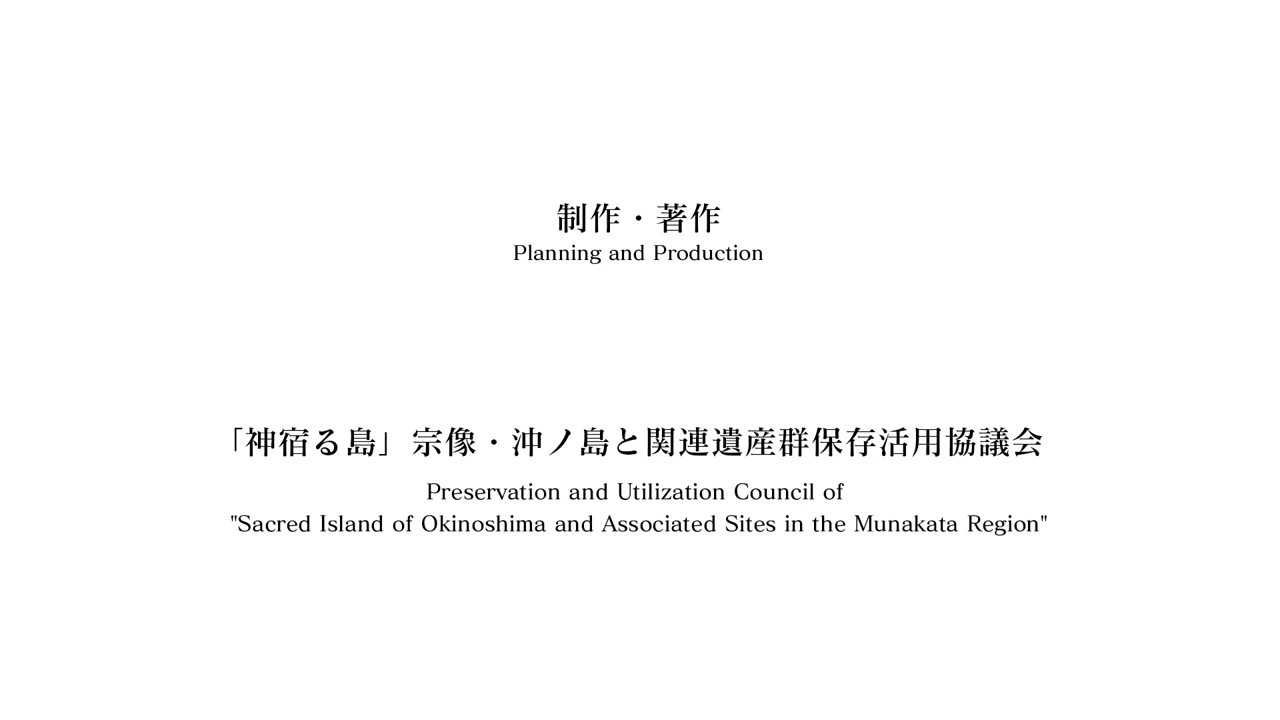 制作・著作
Planning and Production
「神宿る島」宗像・沖ノ島と関連遺産群保存活用協議会
Preservation and Utilization Council of
"Sacred Island of Okinoshima and Associated Sites in the Munakata Region"